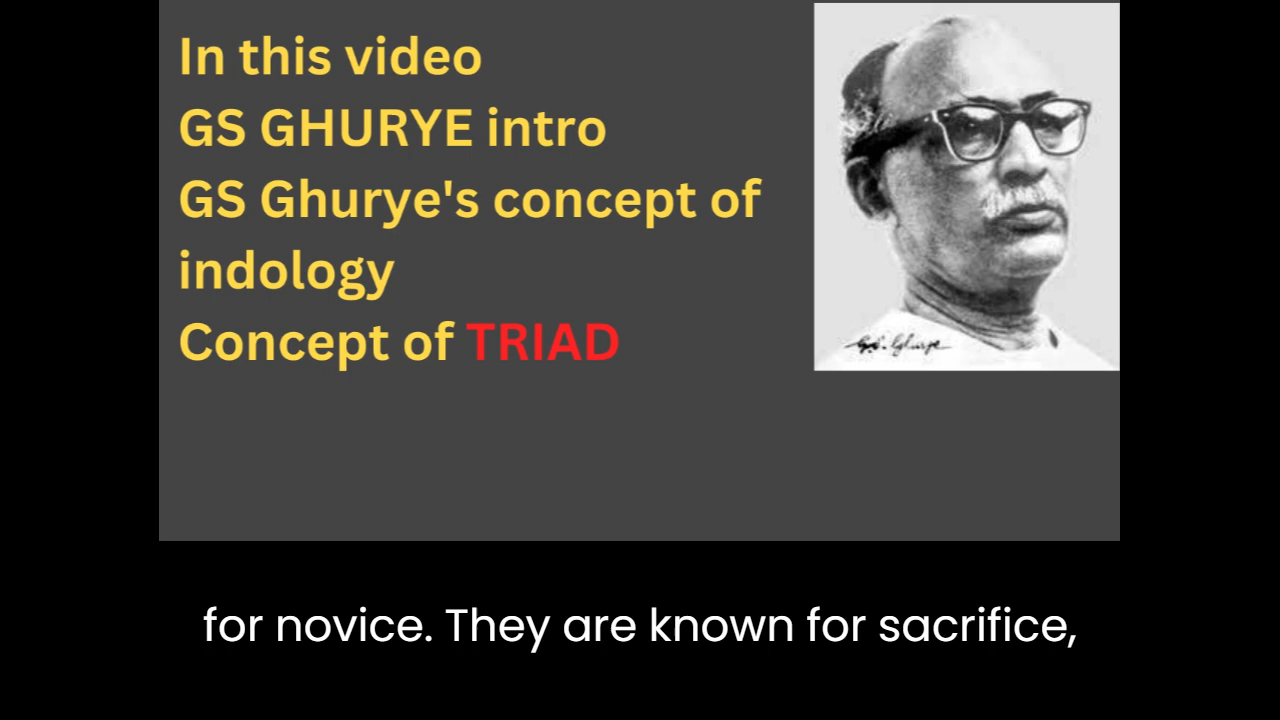 In this video
GS GHURYE intro
GS Ghurye's concept of
indology
Concept of TRIAD
G.S. Ghurye
for novice. They are known for sacrifice,